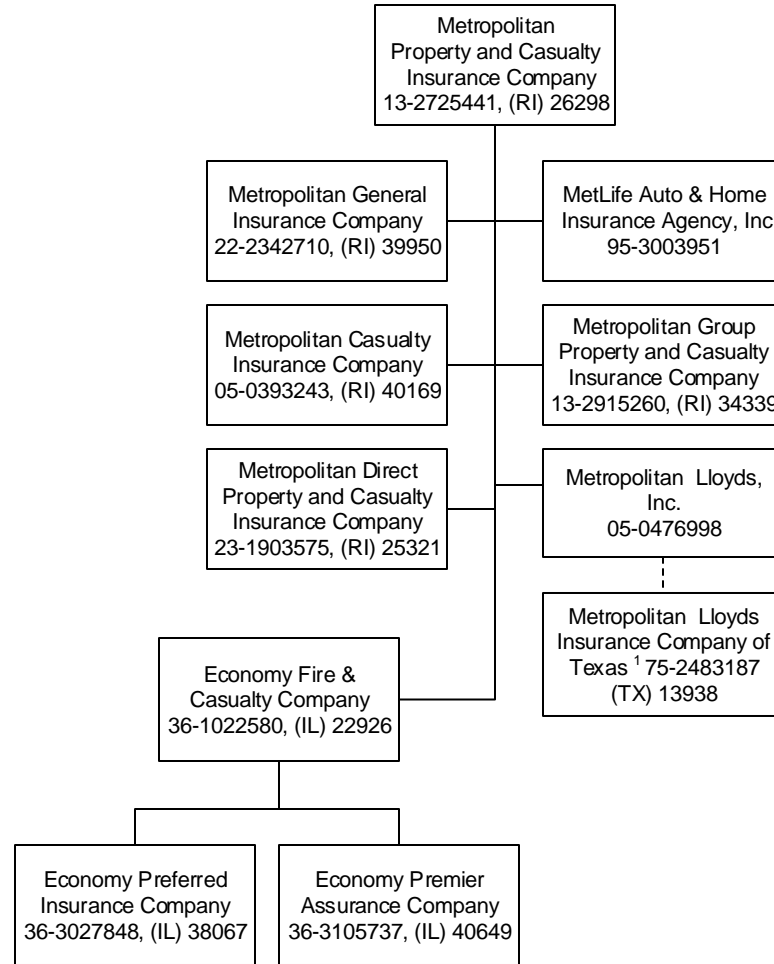 Metropolitan
Property and Casualty
Insurance Company
13-2725441, (RI) 26298
Metropolitan General
Insurance Company
22-2342710, (RI) 39950
MetLife Auto & Home
Insurance Agency, Inc
95-3003951
Metropolitan Casualty
Insurance Company
05-0393243, (RI) 40169
Metropolitan Group
Property and Casualty
Insurance Company
13-2915260, (RI) 34339
Metropolitan Direct
Property and Casualty
Insurance Company
23-1903575, (RI) 25321
Metropolitan Lloyds,
Inc.
05-0476998
Metropolitan Lloyds
Insurance Company of
Texas ¹ 75-2483187
(TX) 13938
Economy Fire &
Casualty Company
36-1022580, (IL) 22926
Economy Preferred
Insurance Company
36-3027848, (IL) 38067
Economy Premier
Assurance Company
36-3105737, (IL) 40649